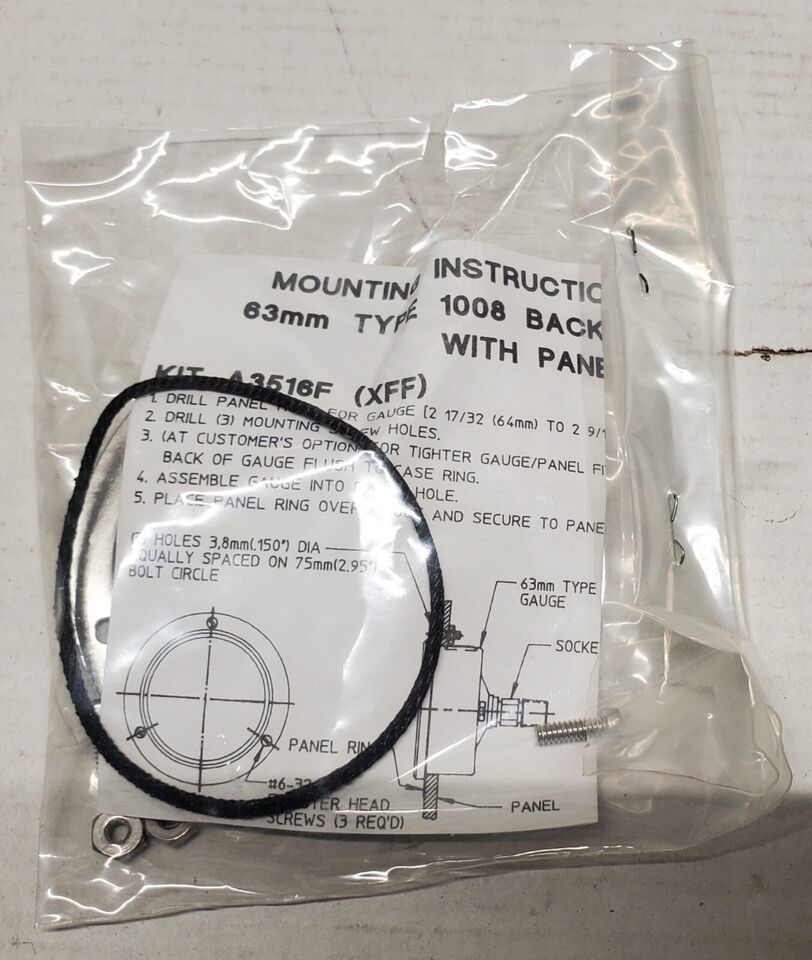 MOUNTING INSTRUCTIO
63mm TYPE 1008 BACK
WITH PANE
KIT A3516F (XFF)
1. DRILL PANEL FOR GAUGE [2 17/32 (64mm) TO 2 9/1
2. DRILL (3) MOUNTING HOLES.
3. (AT CUSTOMER'S OPTION FOR TIGHTER GAUGE/PANEL FI
BACK OF GAUGE FLUSH TO CASE RING.
4. ASSEMBLE GAUGE INTO HOLE.
5. PLACE PANEL RING OVER AND SECURE TO PANE
HOLES 3,8mm(.150") DIA
EQUALLY SPACED ON 75mm(2.95")
BOLT CIRCLE
63mm TYPE
GAUGE
SOCKE
PANEL RIN
#6-32
HEAD
SCREWS (3 REQ'D)
PANEL